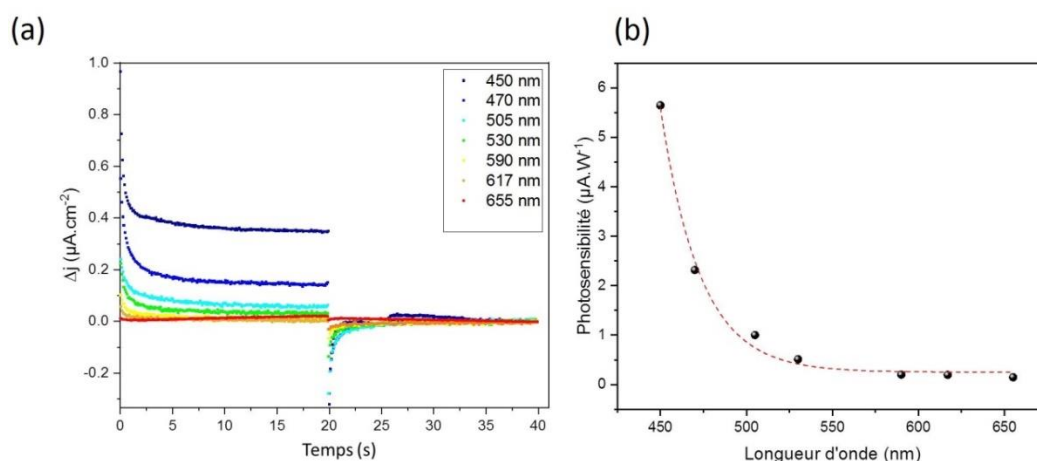 (a)
1.0
0.8
0.6
0.4
0.2
0.0
-0.2
Δj (µA.cm-2)
0
5
10
15
20
25
30
35
40
Temps (s)
450 nm
470 nm
505 nm
530 nm
590 nm
617 nm
655 nm
(b)
6
5
4
3
2
1
0
Photosensibilité (µA.W-1)
450
500
550
600
650
Longueur d'onde (nm)